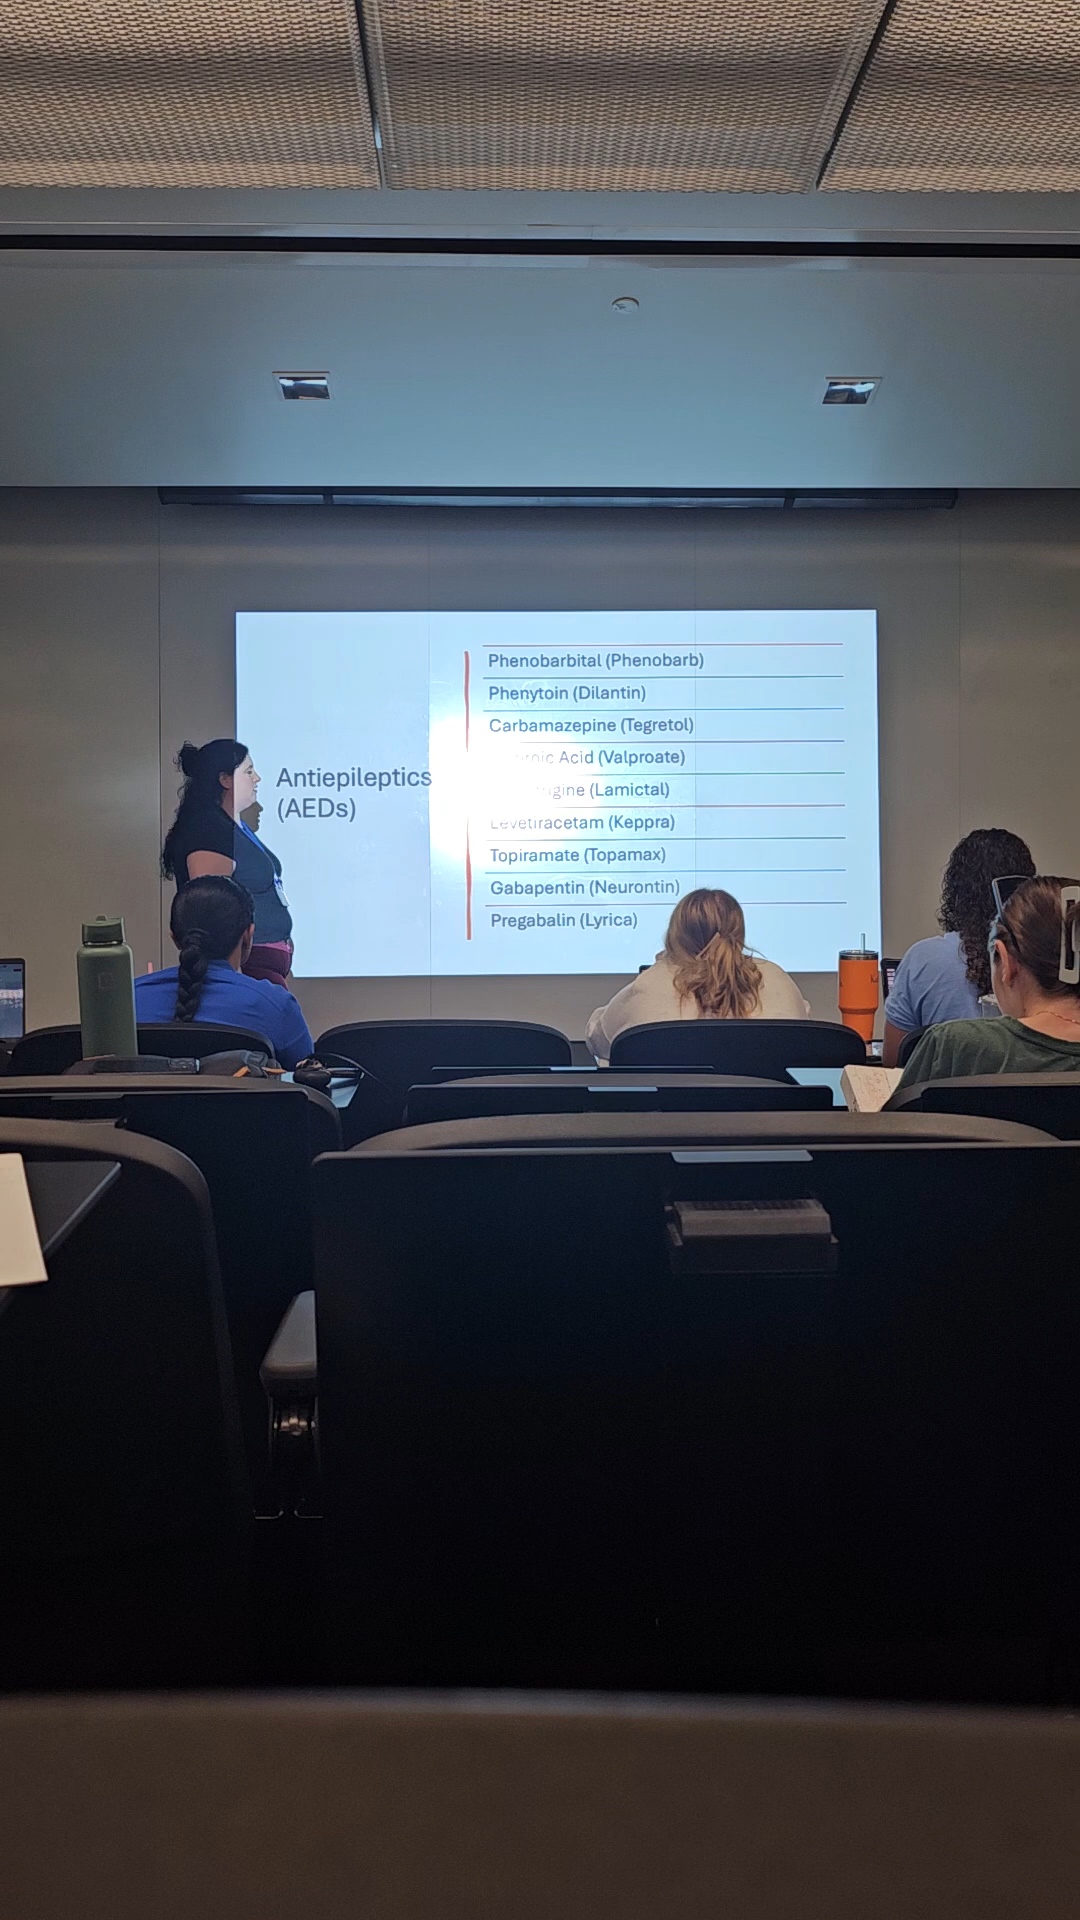 Antiepileptics
(AEDs)
Phenobarbital (Phenobarb)
Phenytoin (Dilantin)
Carbamazepine (Tegretol)
Acid (Valproate)
(Lamictal)
Levetiracetam (Keppra)
Topiramate (Topamax)
Gabapentin (Neurontin)
Pregabalin (Lyrica)